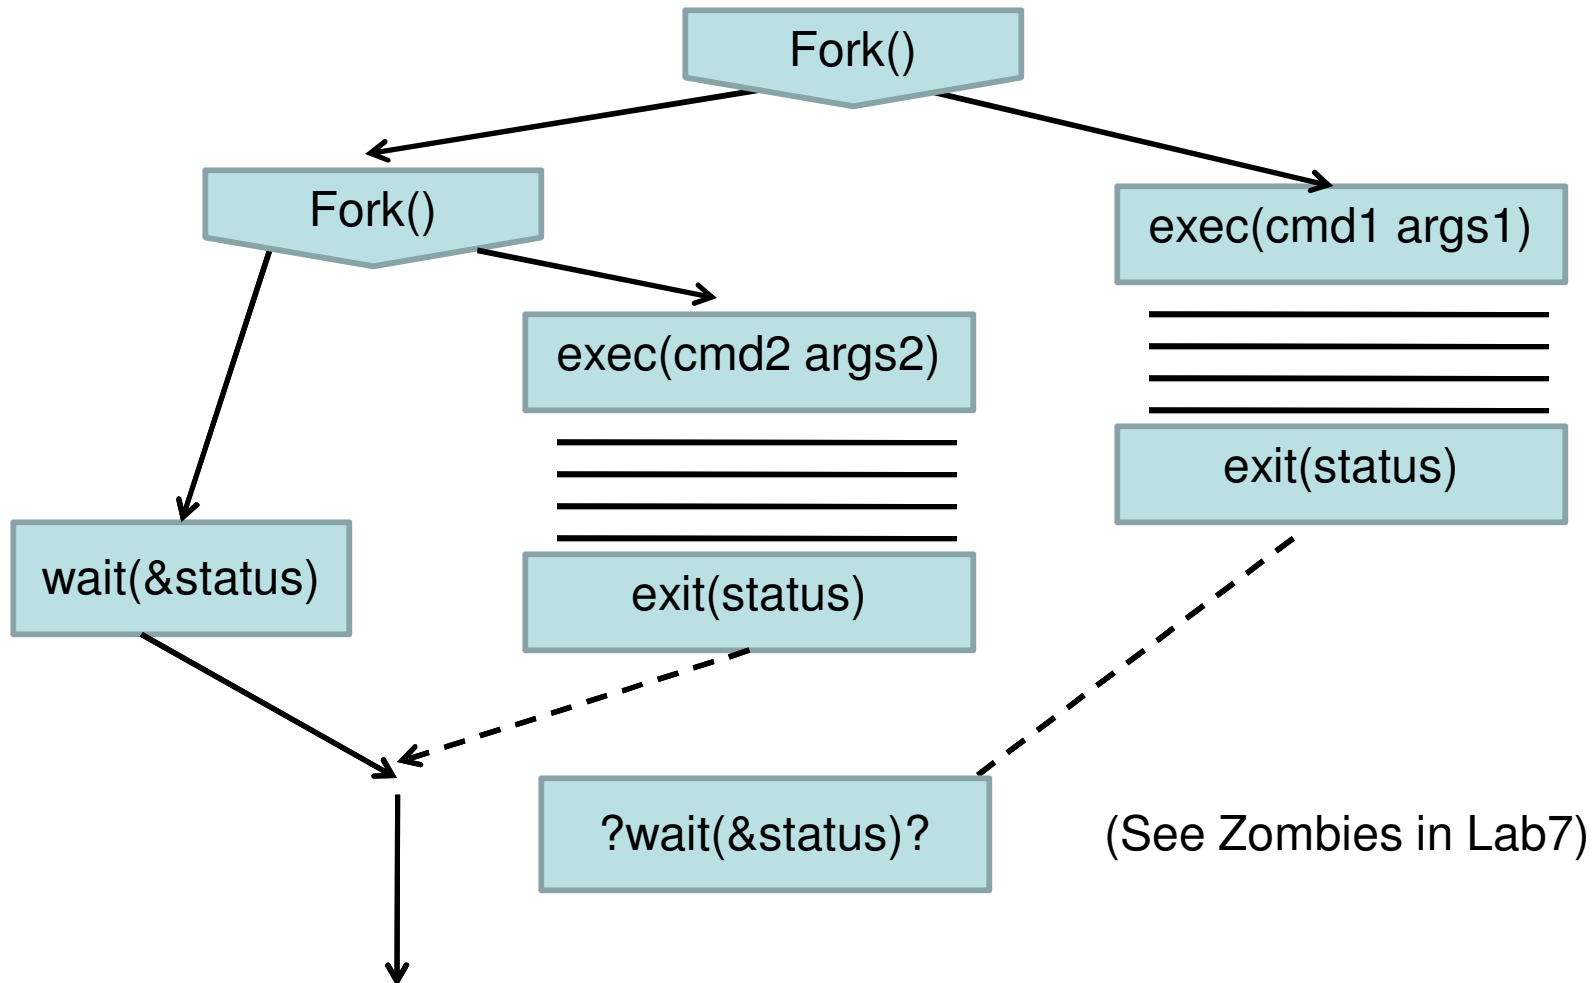 Fork()
Fork()
exec(cmd1 args1)
exec(cmd2 args2)
exit(status)
wait(&status)
exit(status)
?wait(&status)?
(See Zombies in Lab7)